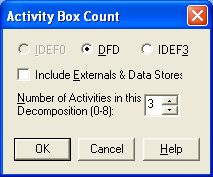 Activity Box Count
IDEF0 DFD IDEF3
Include Externals & Data Stores
Number of Activities in this
Decomposition (0-8): 3
OK Cancel Help